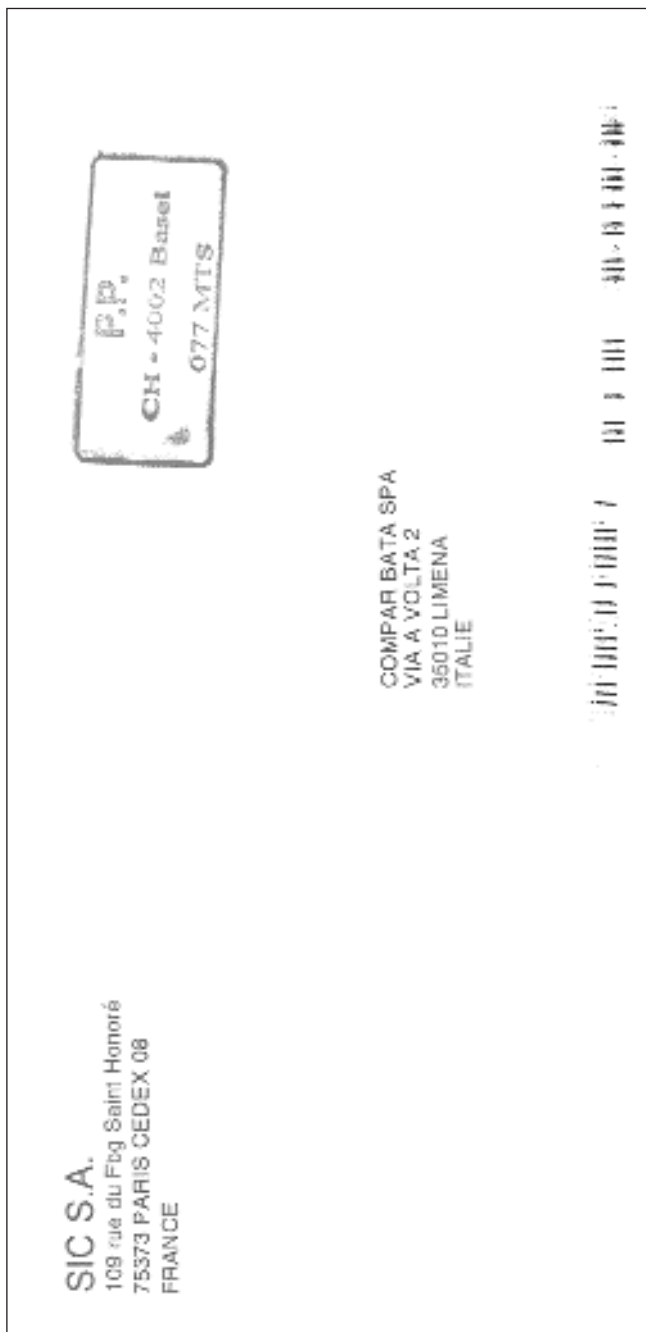 SIC S.A.
109 rue du Fbg Saint Honoré
75373 PARIS CEDEX 08
FRANCE
P.P.
CH - 4002 Basel
077 MTS
COMPAR BATA SPA
VIA A VOLTA 2
35010 LIMENA
ITALIE